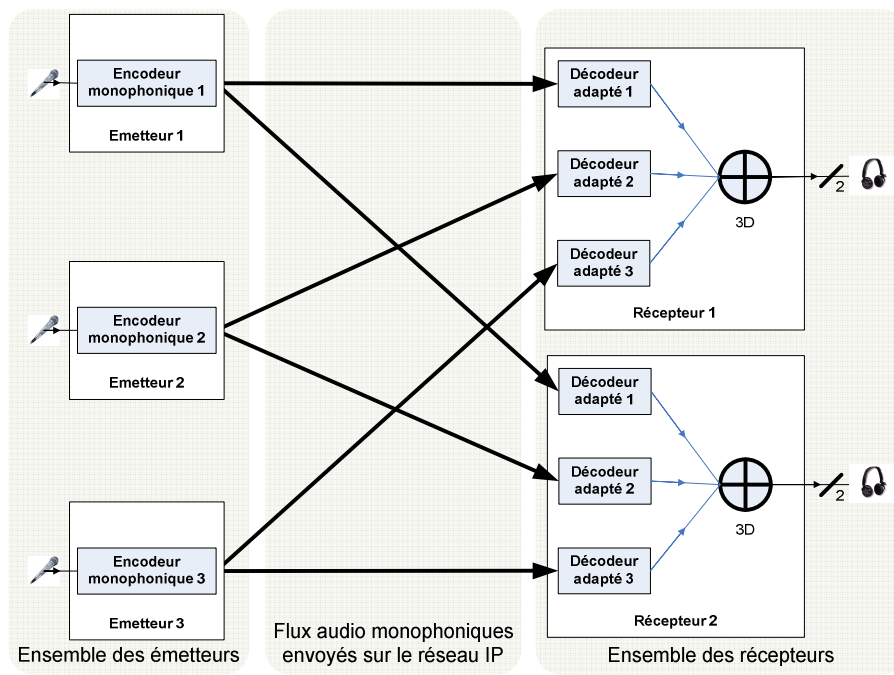 Encodeur
monophonique 1
Emetteur 1
Encodeur
monophonique 2
Emetteur 2
Encodeur
monophonique 3
Emetteur 3
Ensemble des émetteurs
Flux audio monophoniques
envoyés sur le réseau IP
Décodeur
adapté 1
Décodeur
adapté 2
Décodeur
adapté 3
3D
2
Récepteur 1
Décodeur
adapté 1
Décodeur
adapté 2
Décodeur
adapté 3
3D
2
Récepteur 2
Ensemble des récepteurs